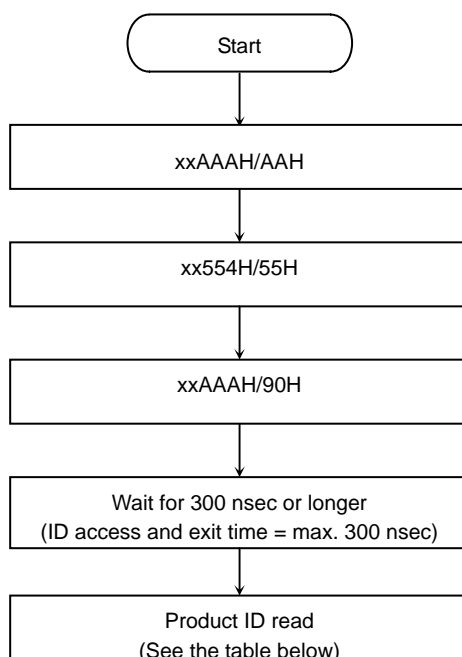 Start
xxAAAH/AAH
xx554H/55H
xxAAAH/90H
Wait for 300 nsec or longer
(ID access and exit time = max. 300 nsec)
Product ID read
(See the table below)